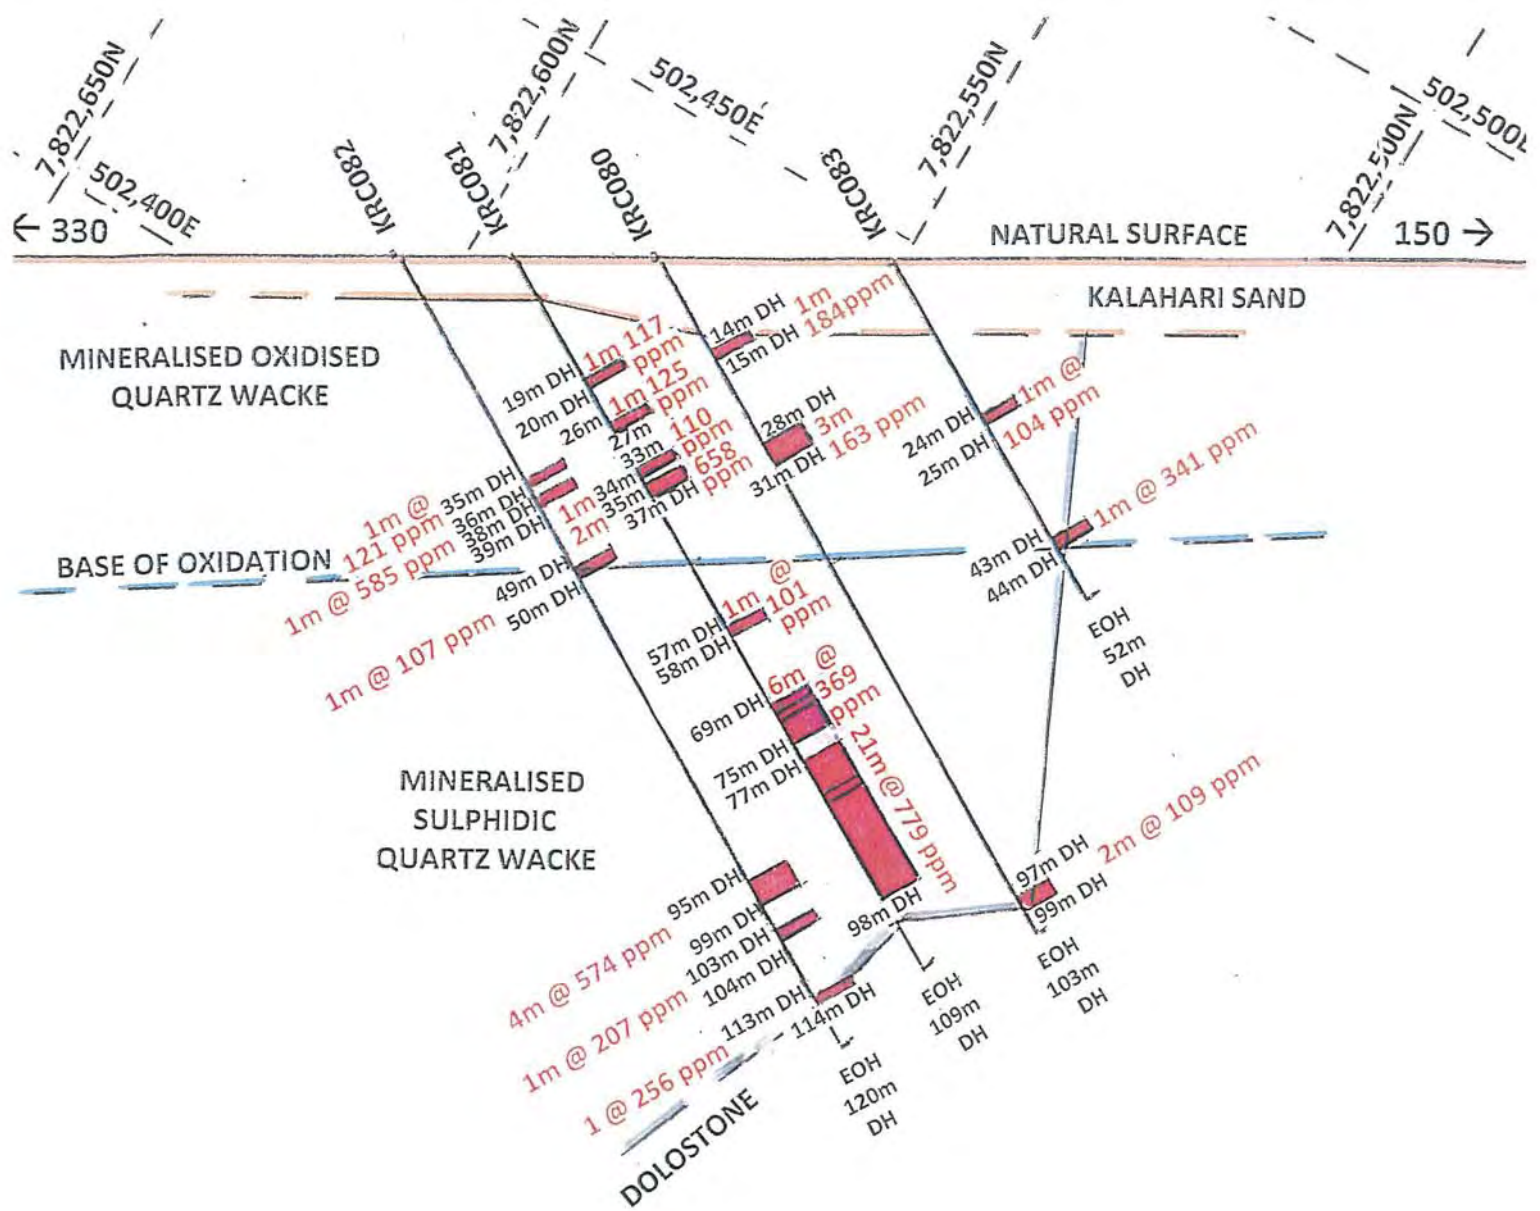 7,822,650N
7,822,600N
502,450E
7,822,550N
7,822,500N
502,500E
502,400E
KRC082
KRC081
KRC080
KRC083
← 330
NATURAL SURFACE
150 →
KALAHARI SAND
MINERALISED OXIDISED
QUARTZ WACKE
14m DH
15m DH
1m
184ppm
19m DH
20m DH
1m 117
ppm
26m
27m
1m 125
ppm
28m DH
31m DH
3m
163 ppm
24m DH
25m DH
1m @
104 ppm
33m
34m
1m
110
ppm
35m
37m DH
2m
658
ppm
35m DH
36m DH
1m @
121 ppm
38m DH
39m DH
1m @ 585 ppm
BASE OF OXIDATION
43m DH
44m DH
1m @ 341 ppm
49m DH
50m DH
1m @ 107 ppm
EOH
52m
DH
57m DH
58m DH
1m @
101
ppm
69m DH
75m DH
6m @
369
ppm
77m DH
98m DH
21m@779 ppm
MINERALISED
SULPHIDIC
QUARTZ WACKE
95m DH
99m DH
4m @ 574 ppm
97m DH
99m DH
2m @ 109 ppm
103m DH
104m DH
1m @ 207 ppm
113m DH
114m DH
1 @ 256 ppm
EOH
103m
DH
EOH
109m
DH
EOH
120m
DH
DOLOSTONE